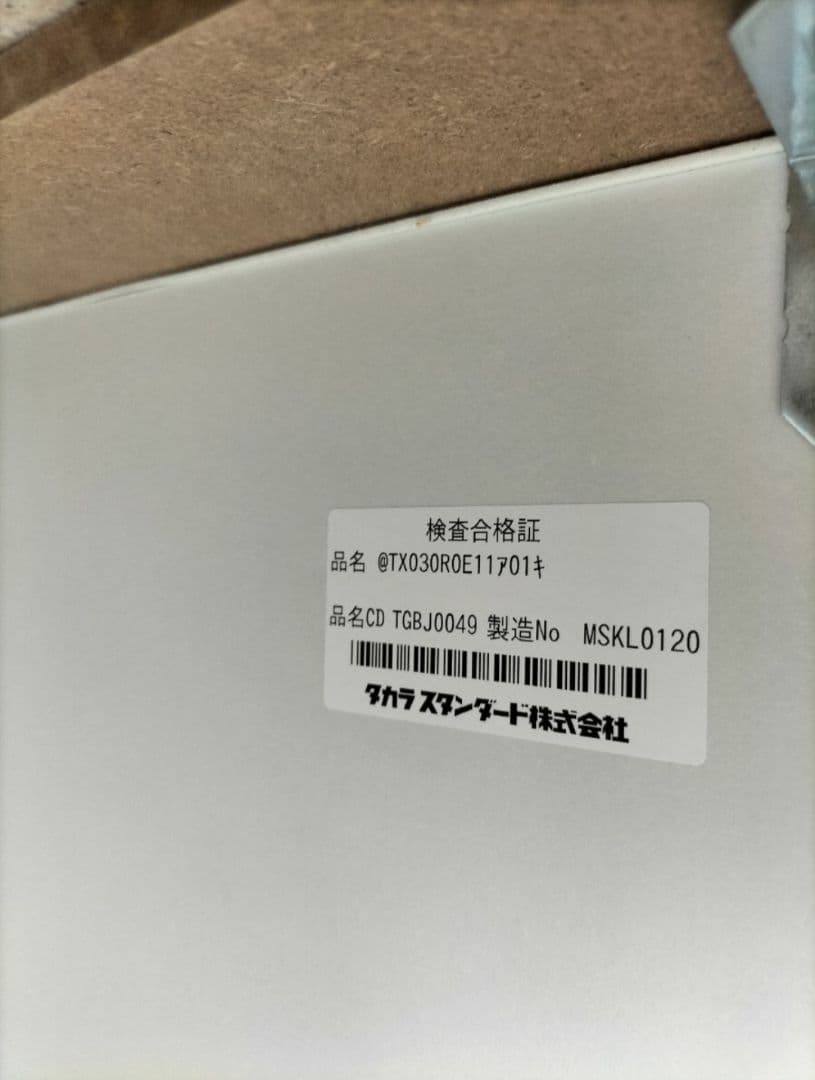 検査合格証
品名 @TX030R0E11ｱ01ｷ
品名CD TGBJ0049 製造No MSKL0120
タカラスタンダード株式会社